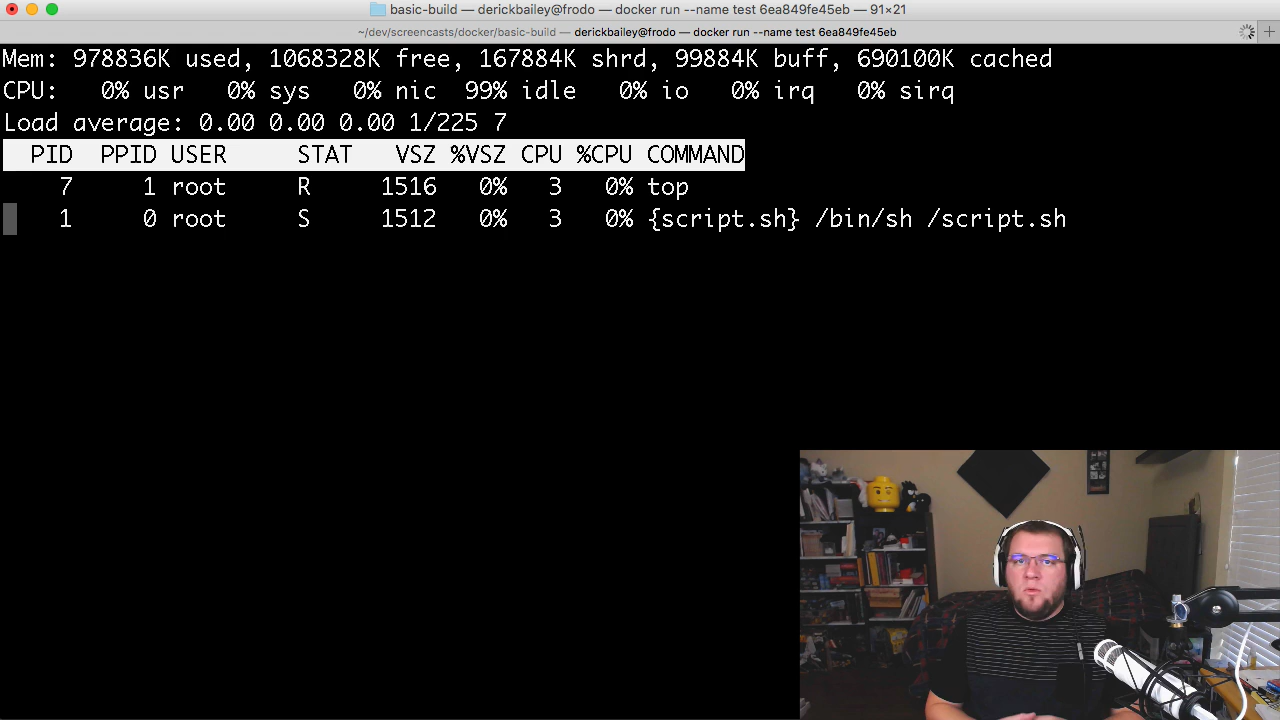 basic-build — derickbailey@frodo — docker run --name test 6ea849fe45eb — 91×21
~/dev/screencasts/docker/basic-build — derickbailey@frodo — docker run --name test 6ea849fe45eb
Mem: 978836K used, 1068328K free, 167884K shrd, 99884K buff, 690100K cached
CPU:   0% usr   0% sys   0% nic  99% idle   0% io   0% irq   0% sirq
Load average: 0.00 0.00 0.00 1/225 7
  PID  PPID USER     STAT   VSZ %VSZ CPU %CPU COMMAND
    7     1 root     R     1516   0%   3   0% top
    1     0 root     S     1512   0%   3   0% {script.sh} /bin/sh /script.sh